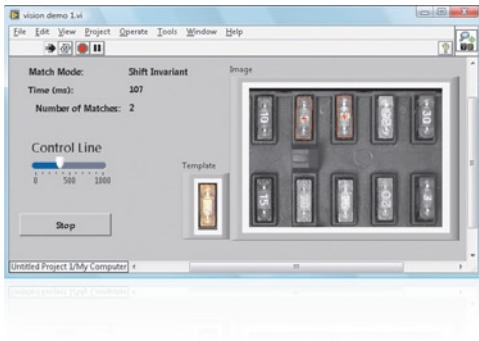 vision demo 1.vi
File Edit View Project Operate Tools Window Help
Match Mode: Shift Invariant
Time (ms): 107
Number of Matches: 2
Image
Control Line
0 500 1000
Template
Stop
10 20 30
15 20 3
Untitled Project 1/My Computer